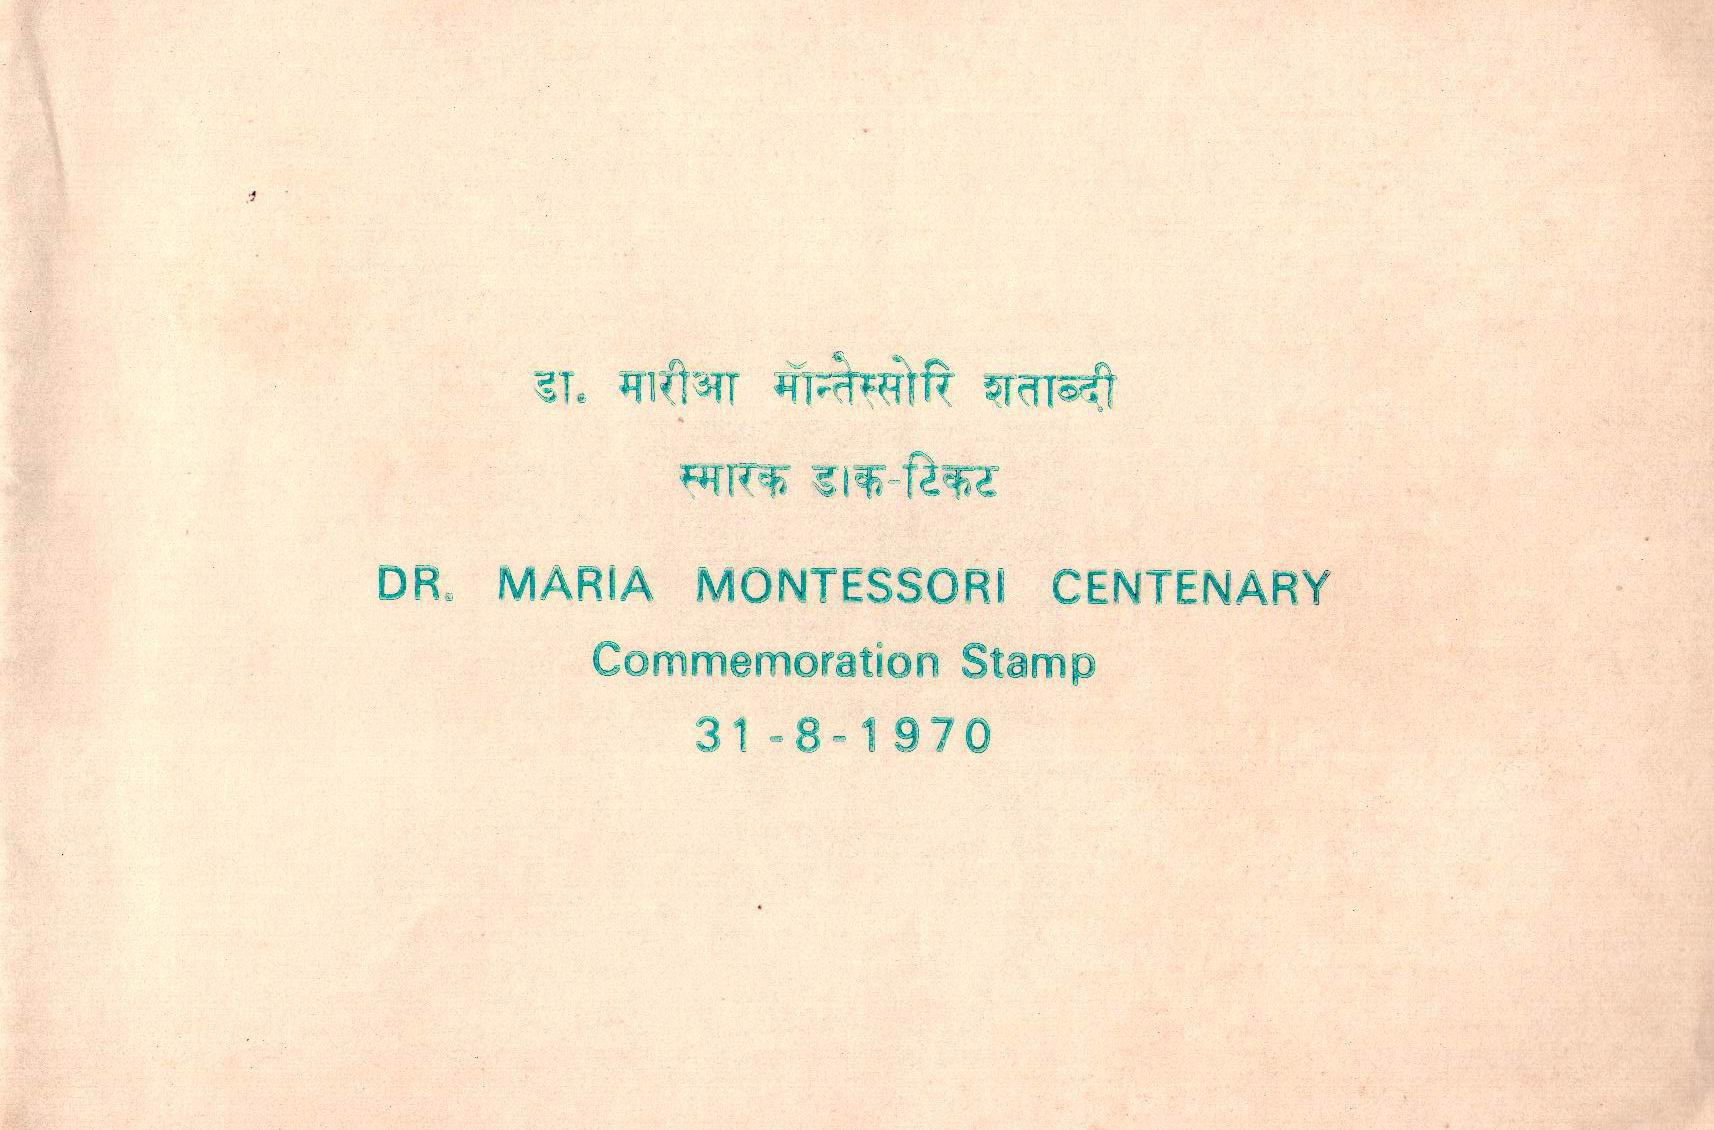 डा. मारीआ मॉन्तेस्सोरि शताब्दी
स्मारक डाक-टिकट
DR. MARIA MONTESSORI CENTENARY
Commemoration Stamp
31-8-1970